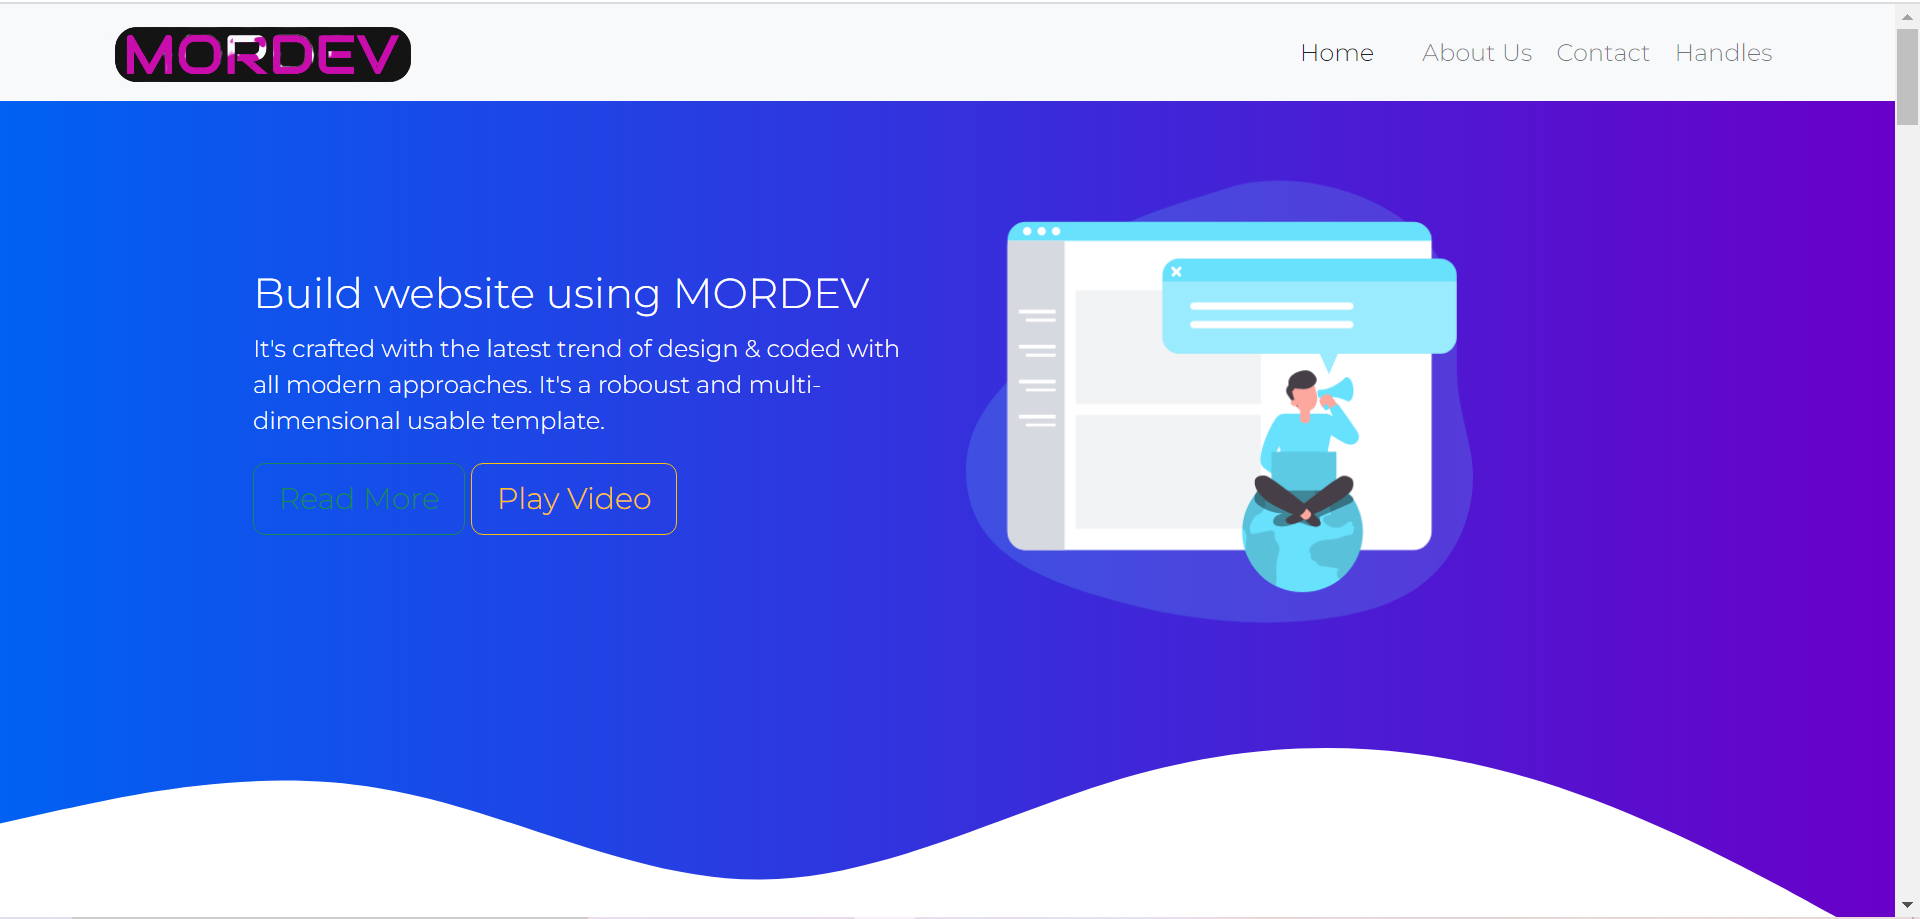 MORDEV
Home About Us Contact Handles
Build website using MORDEV
It's crafted with the latest trend of design & coded with
all modern approaches. It's a roboust and multi-
dimensional usable template.
Read More Play Video